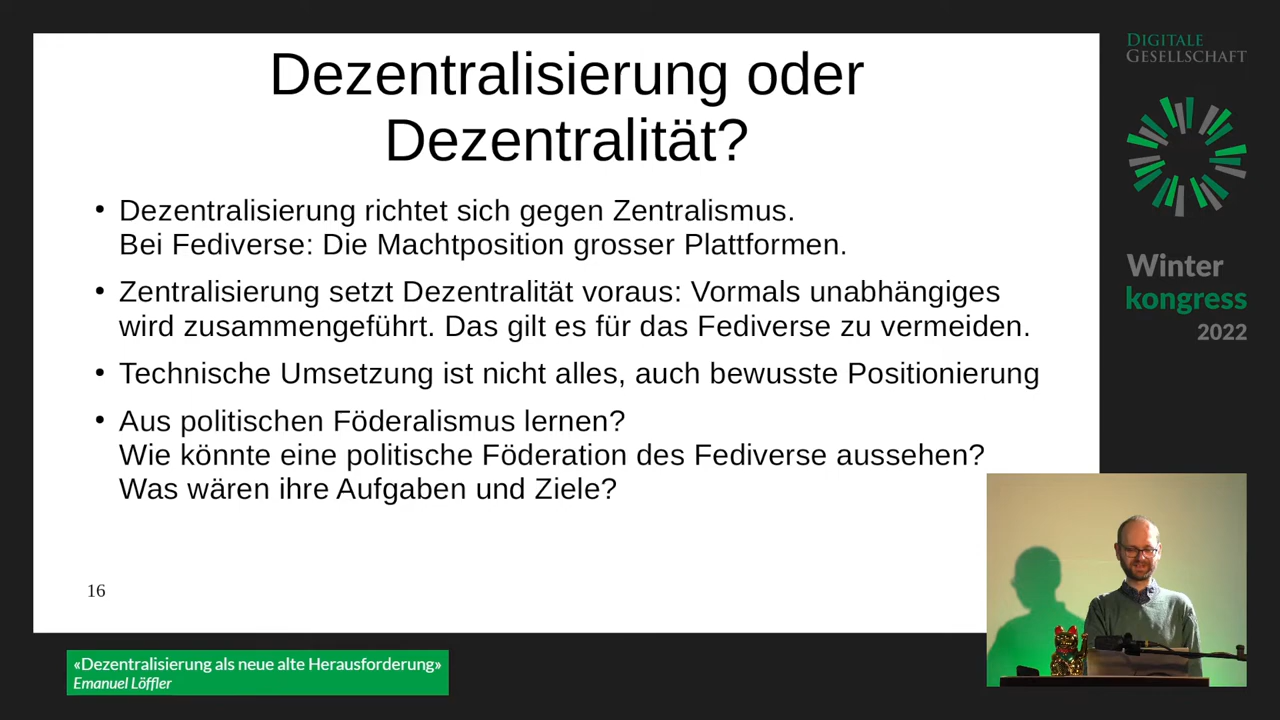 Dezentralisierung oder
Dezentralität?
• Dezentralisierung richtet sich gegen Zentralismus.
Bei Fediverse: Die Machtposition grosser Plattformen.
• Zentralisierung setzt Dezentralität voraus: Vormals unabhängiges
wird zusammengeführt. Das gilt es für das Fediverse zu vermeiden.
• Technische Umsetzung ist nicht alles, auch bewusste Positionierung
• Aus politischen Föderalismus lernen?
Wie könnte eine politische Föderation des Fediverse aussehen?
Was wären ihre Aufgaben und Ziele?
16
DIGITALE
GESELLSCHAFT
Winter
kongress
2022
«Dezentralisierung als neue alte Herausforderung»
Emanuel Löffler